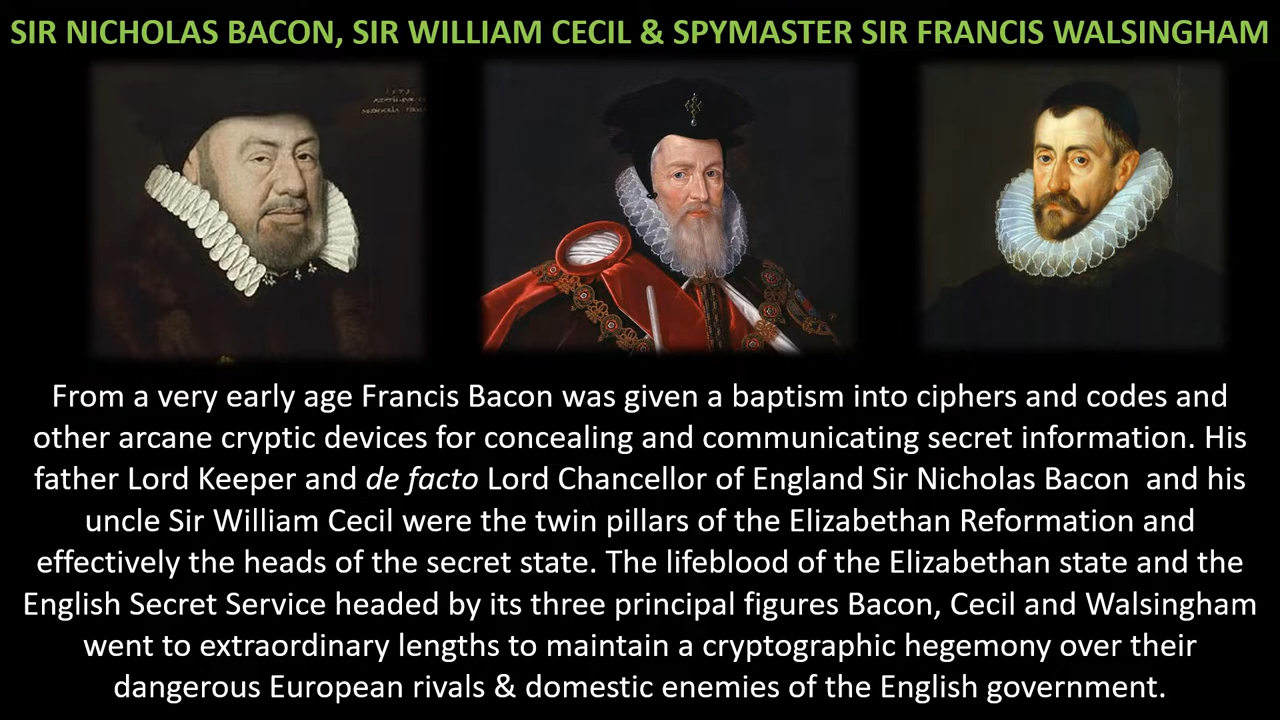 SIR NICHOLAS BACON, SIR WILLIAM CECIL & SPYMASTER SIR FRANCIS WALSINGHAM
From a very early age Francis Bacon was given a baptism into ciphers and codes and
other arcane cryptic devices for concealing and communicating secret information. His
father Lord Keeper and de facto Lord Chancellor of England Sir Nicholas Bacon  and his
uncle Sir William Cecil were the twin pillars of the Elizabethan Reformation and
effectively the heads of the secret state. The lifeblood of the Elizabethan state and the
English Secret Service headed by its three principal figures Bacon, Cecil and Walsingham
went to extraordinary lengths to maintain a cryptographic hegemony over their
dangerous European rivals & domestic enemies of the English government.